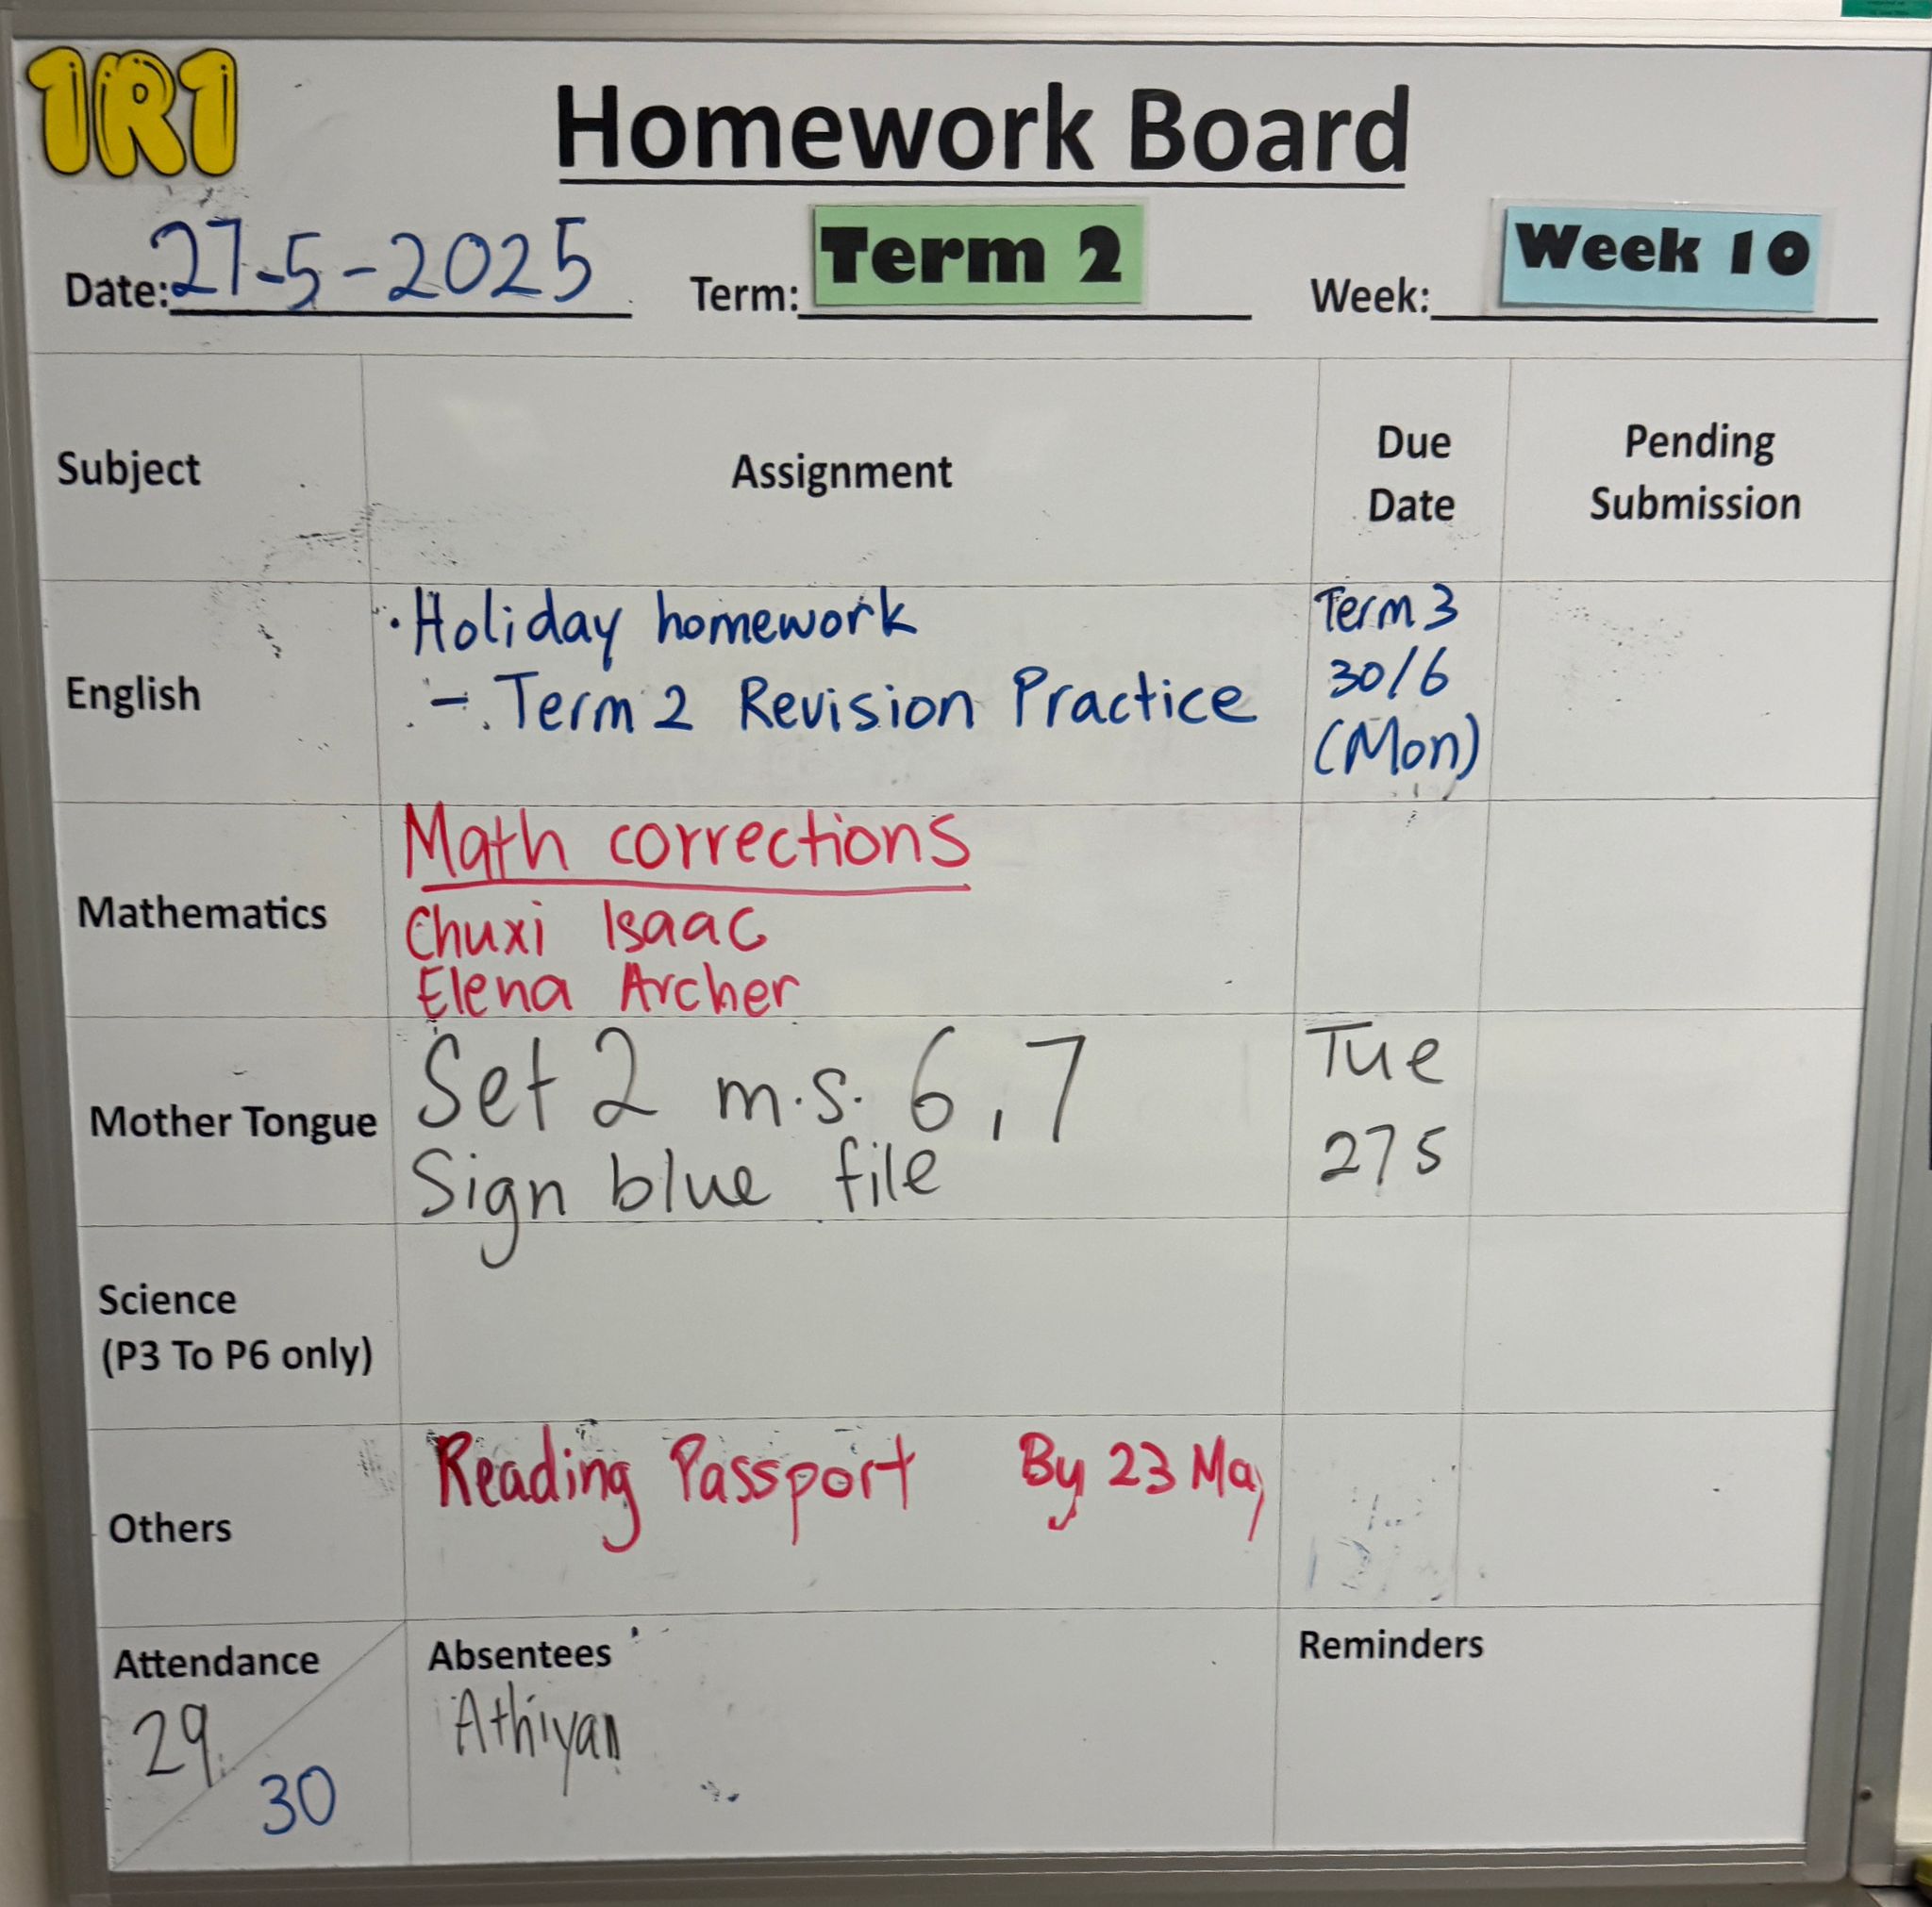 1R1
Homework Board
Date: 27-5-2025 Term: Term 2 Week: Week 10
Subject Assignment Due Date Pending Submission
English
· Holiday homework
- Term 2 Revision Practice
Term 3
30/6
(Mon)
Mathematics
Math corrections
Chuxi Isaac
Elena Archer
Mother Tongue
Set 2 m.s. 6, 7
Sign blue file
Tue
27 5
Science
(P3 To P6 only)
Others
Reading Passport By 23 May
Attendance
29
30
Absentees
Athiyan
Reminders